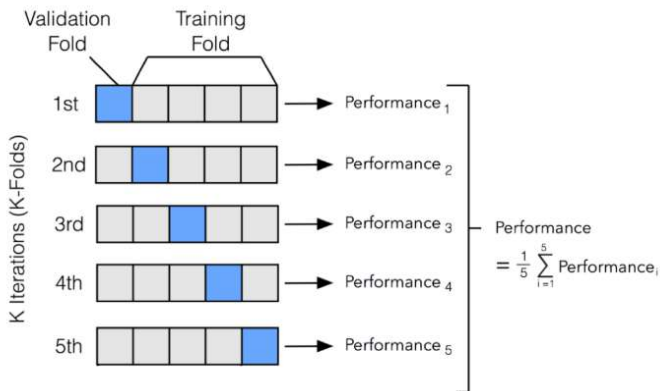 Validation
Fold
Training
Fold
K Iterations (K-Folds)
1st
Performance 1
2nd
Performance 2
3rd
Performance 3
4th
Performance 4
5th
Performance 5
Performance
= 1/5 5∑i=1 Performance i